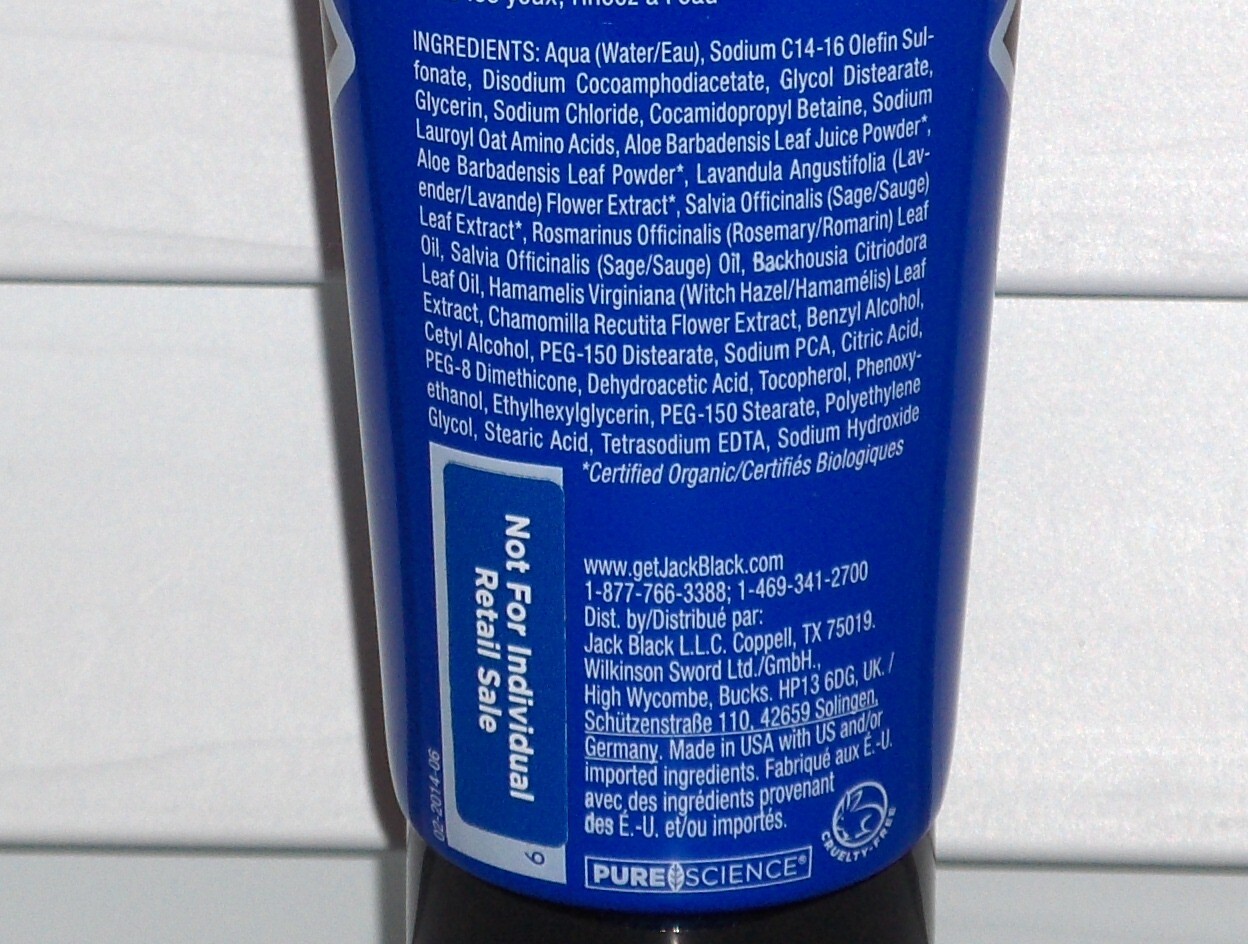 yeux, rincez à l'eau
INGREDIENTS: Aqua (Water/Eau), Sodium C14-16 Olefin Sul-
fonate, Disodium Cocoamphodiacetate, Glycol Distearate,
Glycerin, Sodium Chloride, Cocamidopropyl Betaine, Sodium
Lauroyl Oat Amino Acids, Aloe Barbadensis Leaf Juice Powder*,
Aloe Barbadensis Leaf Powder*, Lavandula Angustifolia (Lav-
ender/Lavande) Flower Extract*, Salvia Officinalis (Sage/Sauge)
Leaf Extract*, Rosmarinus Officinalis (Rosemary/Romarin) Leaf
Oil, Salvia Officinalis (Sage/Sauge) Oil, Backhousia Citriodora
Leaf Oil, Hamamelis Virginiana (Witch Hazel/Hamamélis) Leaf
Extract, Chamomilla Recutita Flower Extract, Benzyl Alcohol,
Cetyl Alcohol, PEG-150 Distearate, Sodium PCA, Citric Acid,
PEG-8 Dimethicone, Dehydroacetic Acid, Tocopherol, Phenoxy-
ethanol, Ethylhexylglycerin, PEG-150 Stearate, Polyethylene
Glycol, Stearic Acid, Tetrasodium EDTA, Sodium Hydroxide
*Certified Organic/Certifiés Biologiques
Not For Individual
Retail Sale
6
02-2014-06
www.getJackBlack.com
1-877-766-3388; 1-469-341-2700
Dist. by/Distribué par:
Jack Black L.L.C. Coppell, TX 75019.
Wilkinson Sword Ltd./GmbH.,
High Wycombe, Bucks. HP13 6DG, UK. /
Schützenstraße 110, 42659 Solingen,
Germany. Made in USA with US and/or
imported ingredients. Fabriqué aux É.-U.
avec des ingrédients provenant
des É.-U. et/ou importés.
CRUELTY-FREE
PURE SCIENCE®